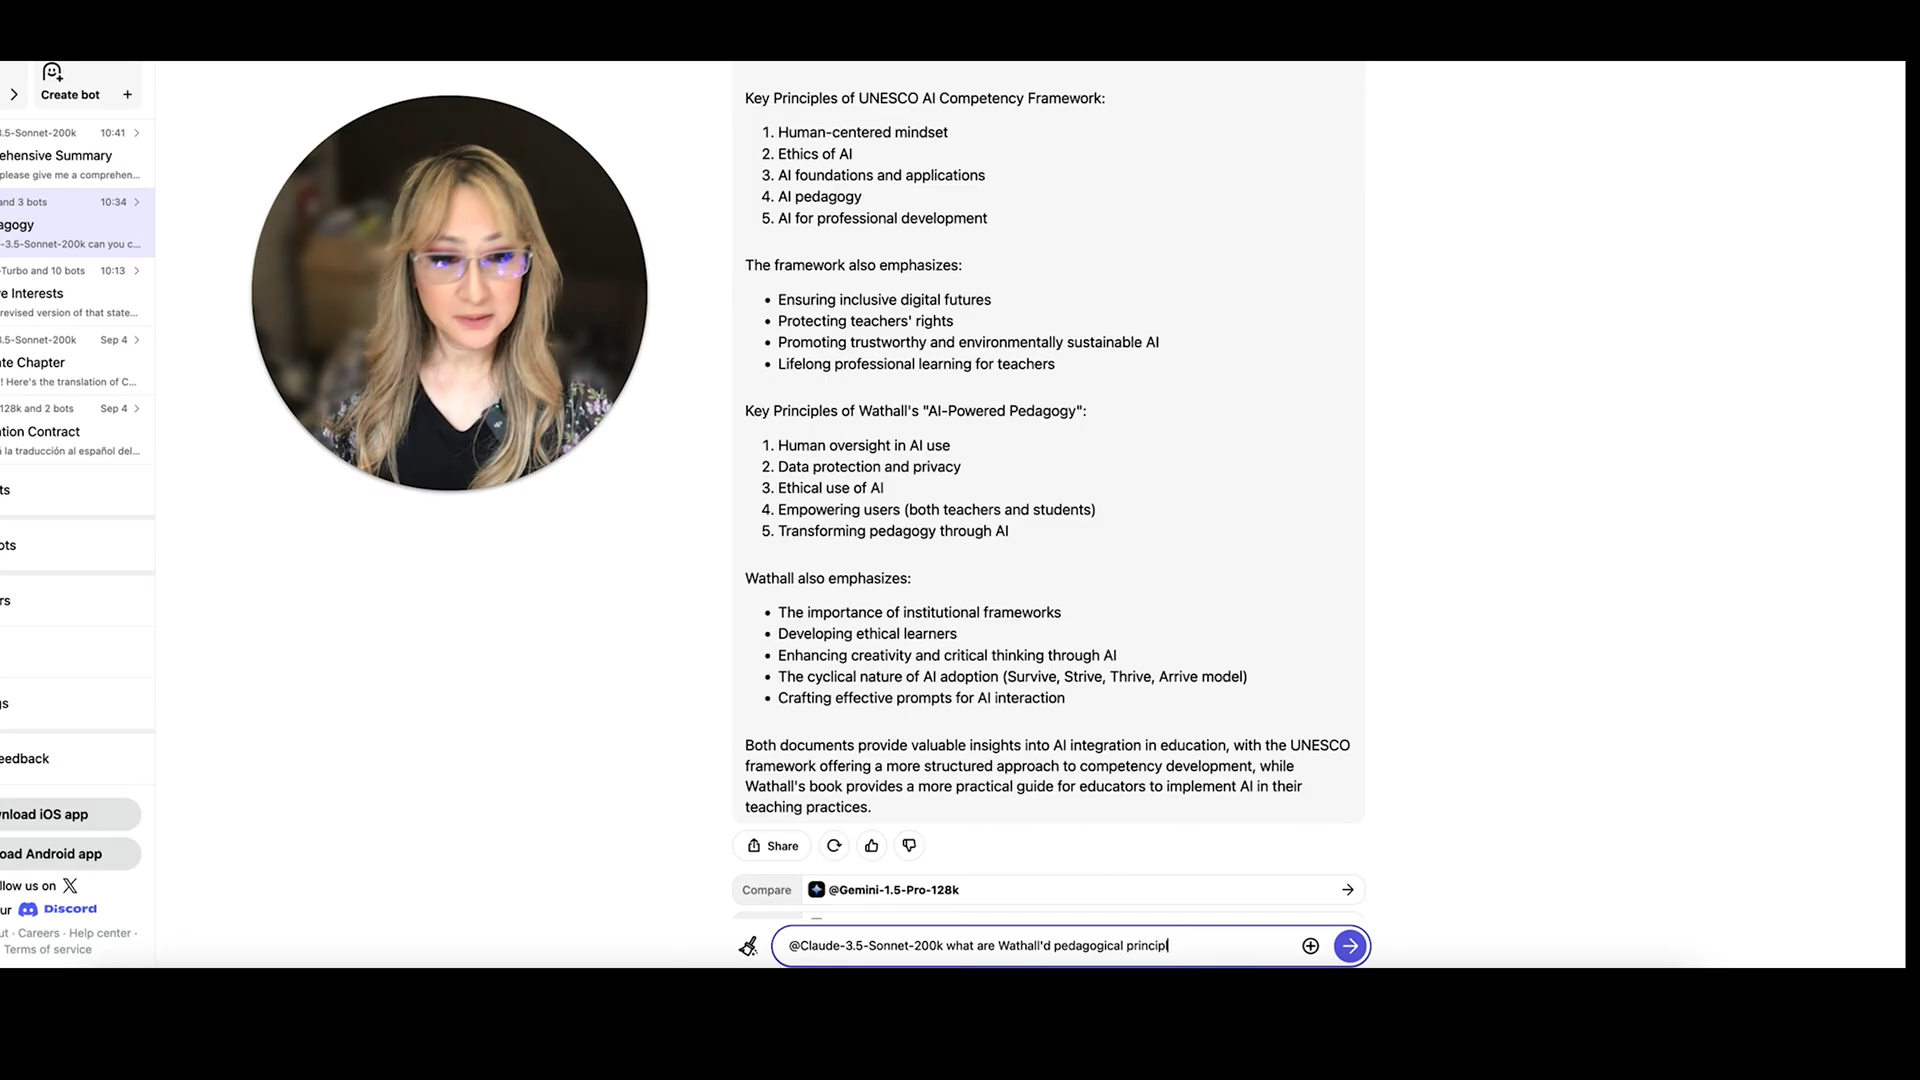 Create bot +
3.5-Sonnet-200k 10:41
ehensive Summary
please give me a comprehen...
and 3 bots 10:34
agogy
-3.5-Sonnet-200k can you c...
-Turbo and 10 bots 10:13
ve Interests
revised version of that state...
3.5-Sonnet-200k Sep 4
ate Chapter
! Here's the translation of C...
128k and 2 bots Sep 4
ation Contract
á la traducción al español del...
ts
ots
rs
gs
eedback
wnload iOS app
oad Android app
llow us on X
ur Discord
ut · Careers · Help center ·
Terms of service
Key Principles of UNESCO AI Competency Framework:
1. Human-centered mindset
2. Ethics of AI
3. AI foundations and applications
4. AI pedagogy
5. AI for professional development
The framework also emphasizes:
• Ensuring inclusive digital futures
• Protecting teachers' rights
• Promoting trustworthy and environmentally sustainable AI
• Lifelong professional learning for teachers
Key Principles of Wathall's "AI-Powered Pedagogy":
1. Human oversight in AI use
2. Data protection and privacy
3. Ethical use of AI
4. Empowering users (both teachers and students)
5. Transforming pedagogy through AI
Wathall also emphasizes:
• The importance of institutional frameworks
• Developing ethical learners
• Enhancing creativity and critical thinking through AI
• The cyclical nature of AI adoption (Survive, Strive, Thrive, Arrive model)
• Crafting effective prompts for AI interaction
Both documents provide valuable insights into AI integration in education, with the UNESCO
framework offering a more structured approach to competency development, while
Wathall's book provides a more practical guide for educators to implement AI in their
teaching practices.
Share
Compare @Gemini-1.5-Pro-128k
@Claude-3.5-Sonnet-200k what are Wathall'd pedagogical principl